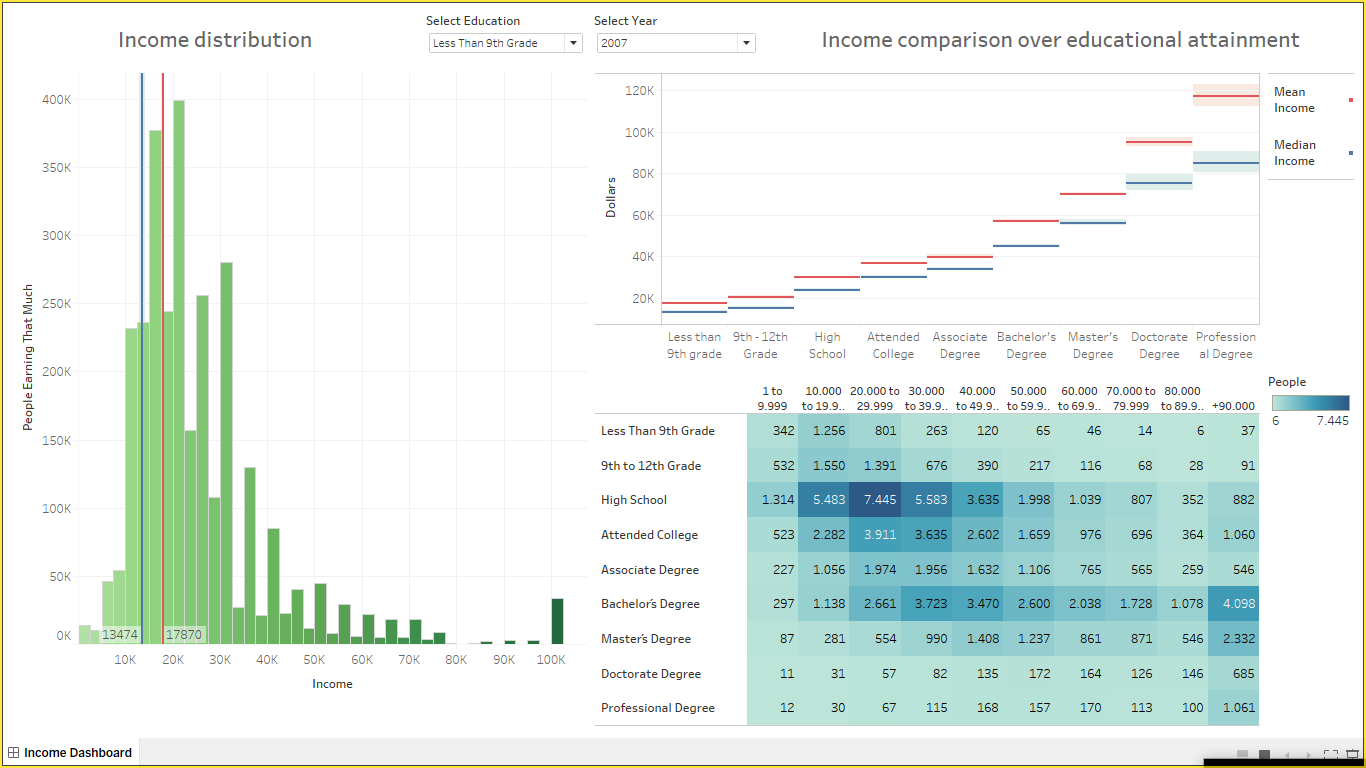 Select Education
Select Year
Income distribution
Less Than 9th Grade
2007
Income comparison over educational attainment
People Earning That Much
400K
350K
300K
250K
200K
150K
100K
50K
0K
13474
17870
10K
20K
30K
40K
50K
60K
70K
80K
90K
100K
Income
Dollars
120K
100K
80K
60K
40K
20K
Less than
9th grade
9th - 12th
Grade
High
School
Attended
College
Associate
Degree
Bachelor's
Degree
Master's
Degree
Doctorate
Degree
Profession
al Degree
Mean
Income
Median
Income
1 to
9.999
10.000
to 19.9..
20.000 to
29.999
30.000
to 39.9..
40.000
to 49.9..
50.000
to 59.9..
60.000
to 69.9..
70.000 to
79.999
80.000
to 89.9..
+90.000
Less Than 9th Grade 342 1.256 801 263 120 65 46 14 6 37
9th to 12th Grade 532 1.550 1.391 676 390 217 116 68 28 91
High School 1.314 5.483 7.445 5.583 3.635 1.998 1.039 807 352 882
Attended College 523 2.282 3.911 3.635 2.602 1.659 976 696 364 1.060
Associate Degree 227 1.056 1.974 1.956 1.632 1.106 765 565 259 546
Bachelor's Degree 297 1.138 2.661 3.723 3.470 2.600 2.038 1.728 1.078 4.098
Master's Degree 87 281 554 990 1.408 1.237 861 871 546 2.332
Doctorate Degree 11 31 57 82 135 172 164 126 146 685
Professional Degree 12 30 67 115 168 157 170 113 100 1.061
People
6 7.445
Income Dashboard